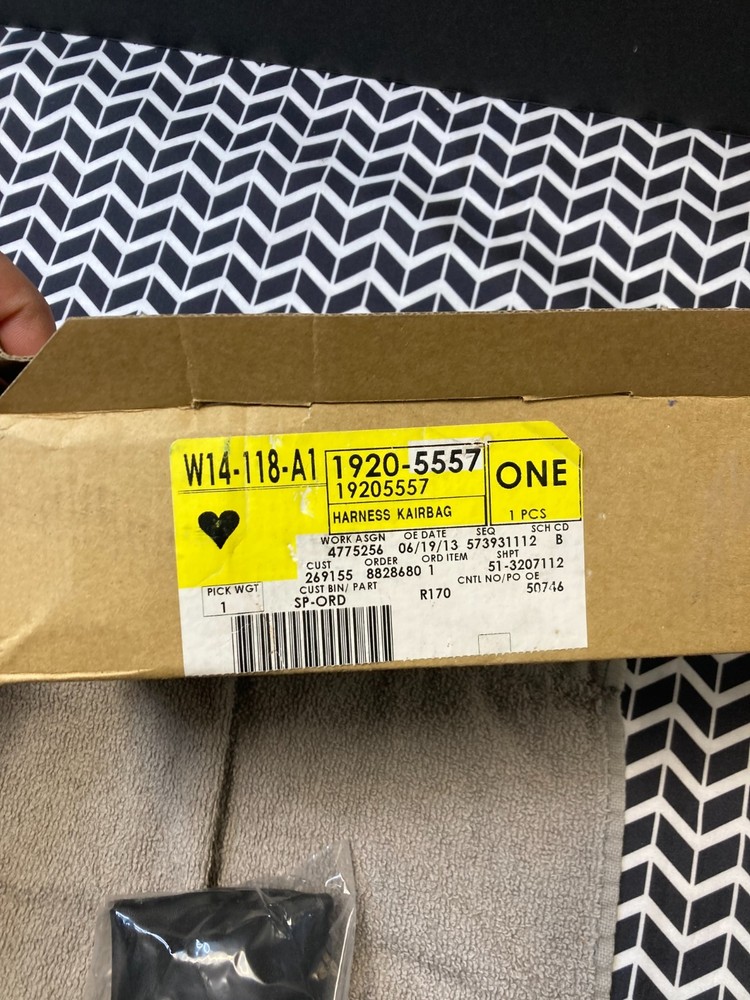 W14-118-A1
1920-5557
19205557
HARNESS KAIRBAG
ONE
1 PCS
WORK ASGN OE DATE SEQ SCH CD
4775256 06/19/13 573931112 B
CUST ORDER ORD ITEM SHPT
269155 8828680 1 51-3207112
PICK WGT CUST BIN/ PART CNTL NO/PO OE
1 SP-ORD R170 50746